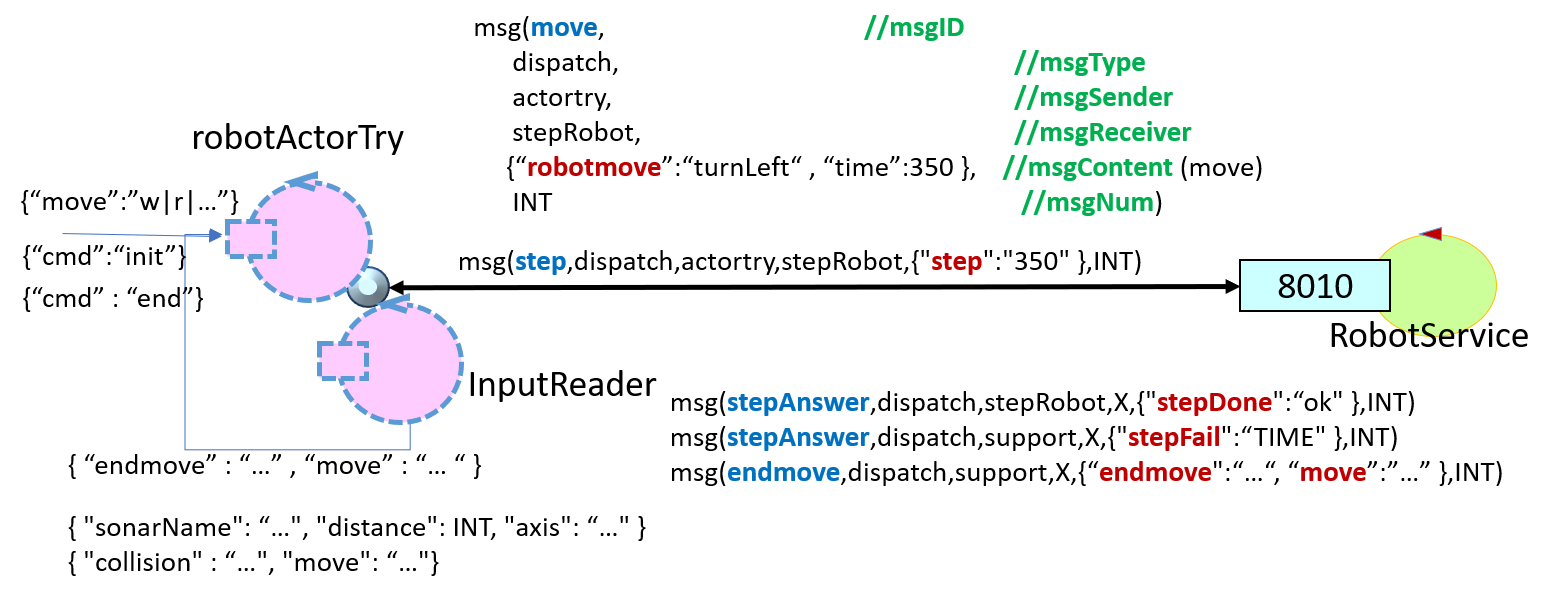 msg(move, //msgID
dispatch, //msgType
actortry, //msgSender
stepRobot, //msgReceiver
{“robotmove”:“turnLeft“ , “time”:350 }, //msgContent (move)
INT //msgNum)
robotActorTry
{“move”:”w|r|…”}
{“cmd”:“init”}
{“cmd” : “end”}
msg(step,dispatch,actortry,stepRobot,{"step":"350" },INT)
8010
RobotService
InputReader
msg(stepAnswer,dispatch,stepRobot,X,{"stepDone":“ok" },INT)
msg(stepAnswer,dispatch,support,X,{"stepFail":“TIME" },INT)
msg(endmove,dispatch,support,X,{“endmove":“…“, “move”:”…” },INT)
{ “endmove” : “…” , “move” : “… “ }
{ "sonarName": “…", "distance": INT, "axis": “…" }
{ "collision" : “…", "move": “…"}